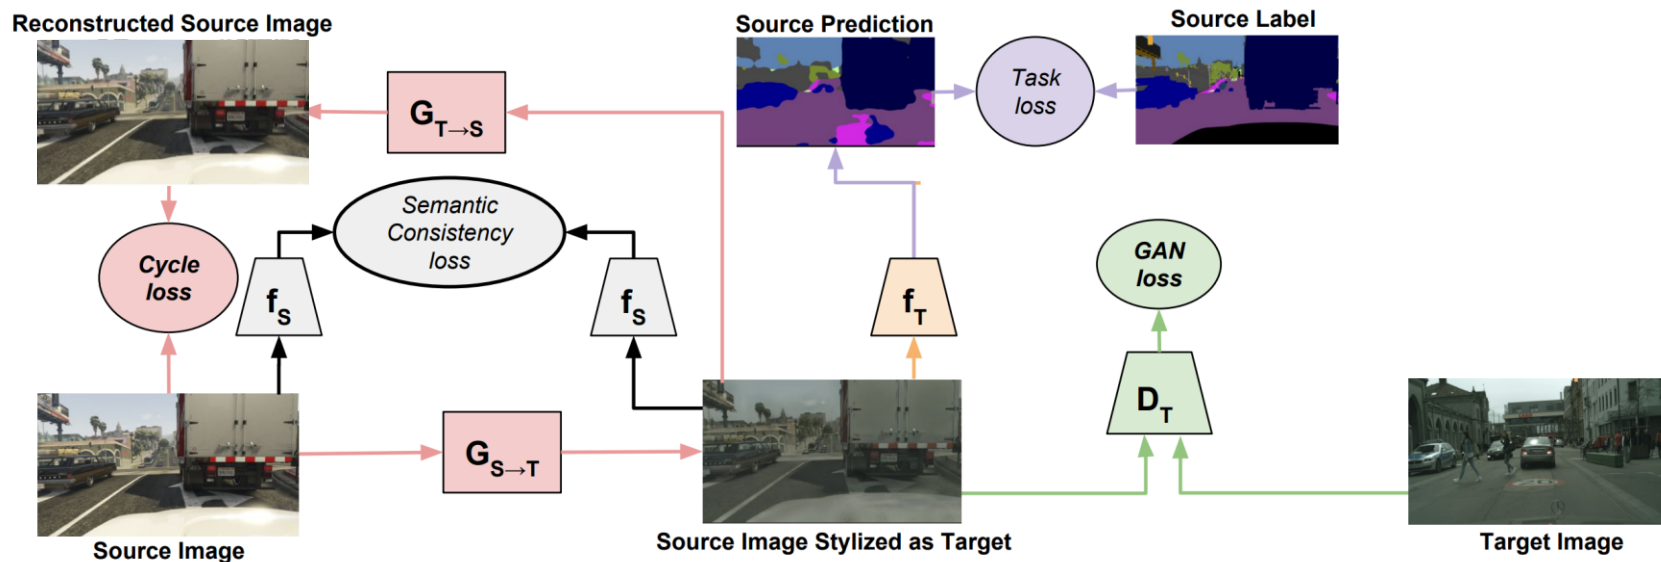 Reconstructed Source Image
Source Prediction
Source Label
G T→S
Task
loss
Semantic
Consistency
loss
Cycle
loss
GAN
loss
f S
f S
f T
D T
G S→T
Source Image
Source Image Stylized as Target
Target Image